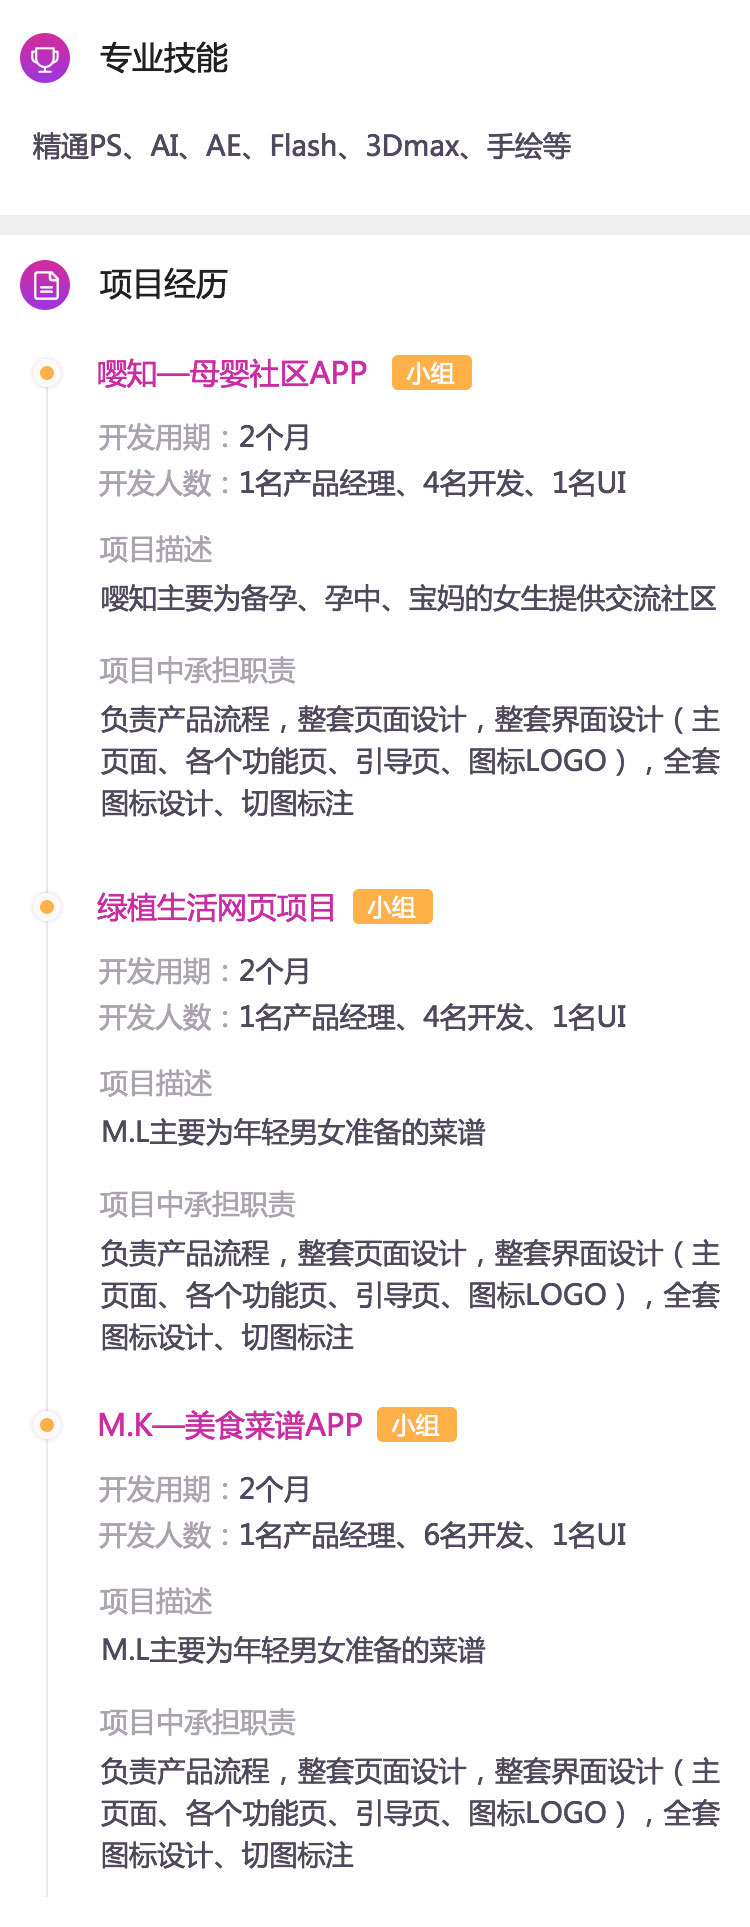 专业技能
精通PS、AI、AE、Flash、3Dmax、手绘等
项目经历
嘤知—母婴社区APP 小组
开发用期：2个月
开发人数：1名产品经理、4名开发、1名UI
项目描述
嘤知主要为备孕、孕中、宝妈的女生提供交流社区
项目中承担职责
负责产品流程，整套页面设计，整套界面设计（主
页面、各个功能页、引导页、图标LOGO），全套
图标设计、切图标注
绿植生活网页项目 小组
开发用期：2个月
开发人数：1名产品经理、4名开发、1名UI
项目描述
M.L主要为年轻男女准备的菜谱
项目中承担职责
负责产品流程，整套页面设计，整套界面设计（主
页面、各个功能页、引导页、图标LOGO），全套
图标设计、切图标注
M.K—美食菜谱APP 小组
开发用期：2个月
开发人数：1名产品经理、6名开发、1名UI
项目描述
M.L主要为年轻男女准备的菜谱
项目中承担职责
负责产品流程，整套页面设计，整套界面设计（主
页面、各个功能页、引导页、图标LOGO），全套
图标设计、切图标注